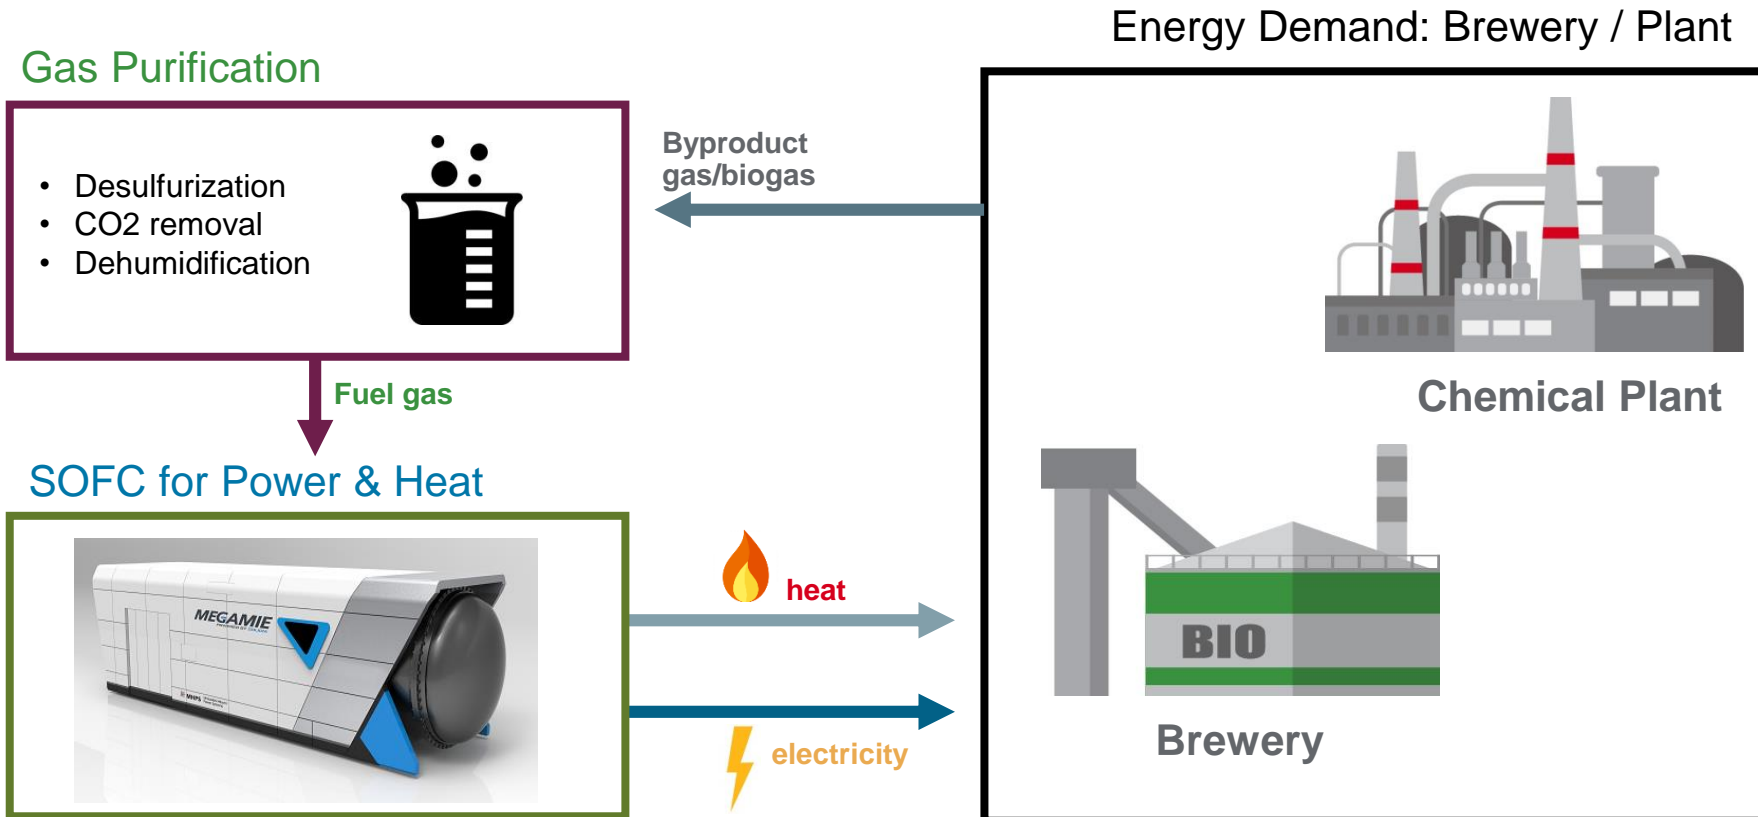 Energy Demand: Brewery / Plant
Gas Purification
• Desulfurization
• CO2 removal
• Dehumidification
Byproduct
gas/biogas
Fuel gas
Chemical Plant
SOFC for Power & Heat
MEGAMIE
MHPS
heat
electricity
BIO
Brewery